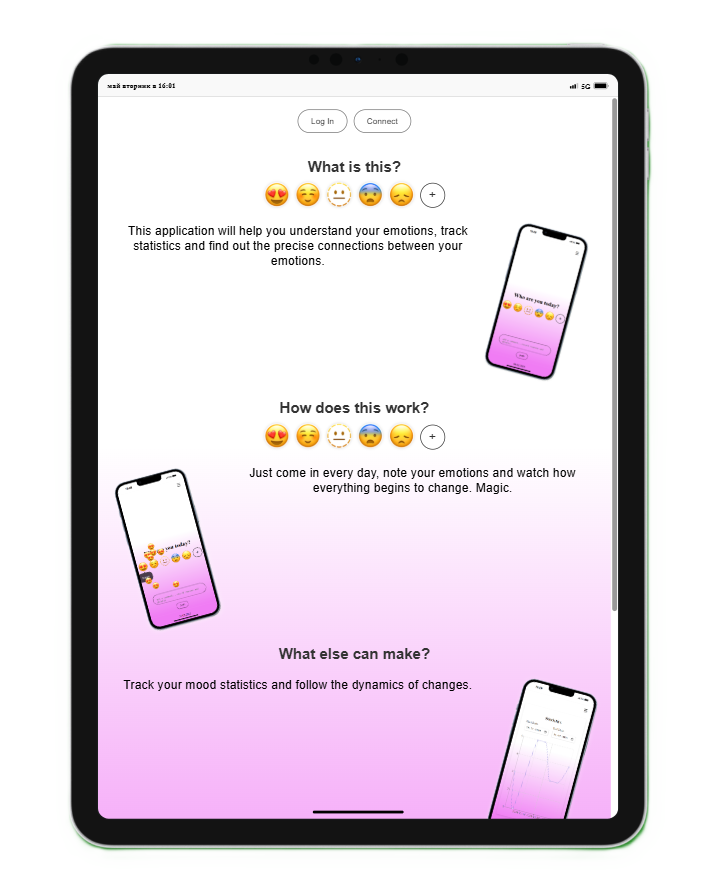 май вторник в 16:01
5G
Log In
Connect
What is this?
+
This application will help you understand your emotions, track
statistics and find out the precise connections between your
emotions.
Who are you today?
+
How does this work?
+
Just come in every day, note your emotions and watch how
everything begins to change. Magic.
you today?
+
What else can make?
Track your mood statistics and follow the dynamics of changes.